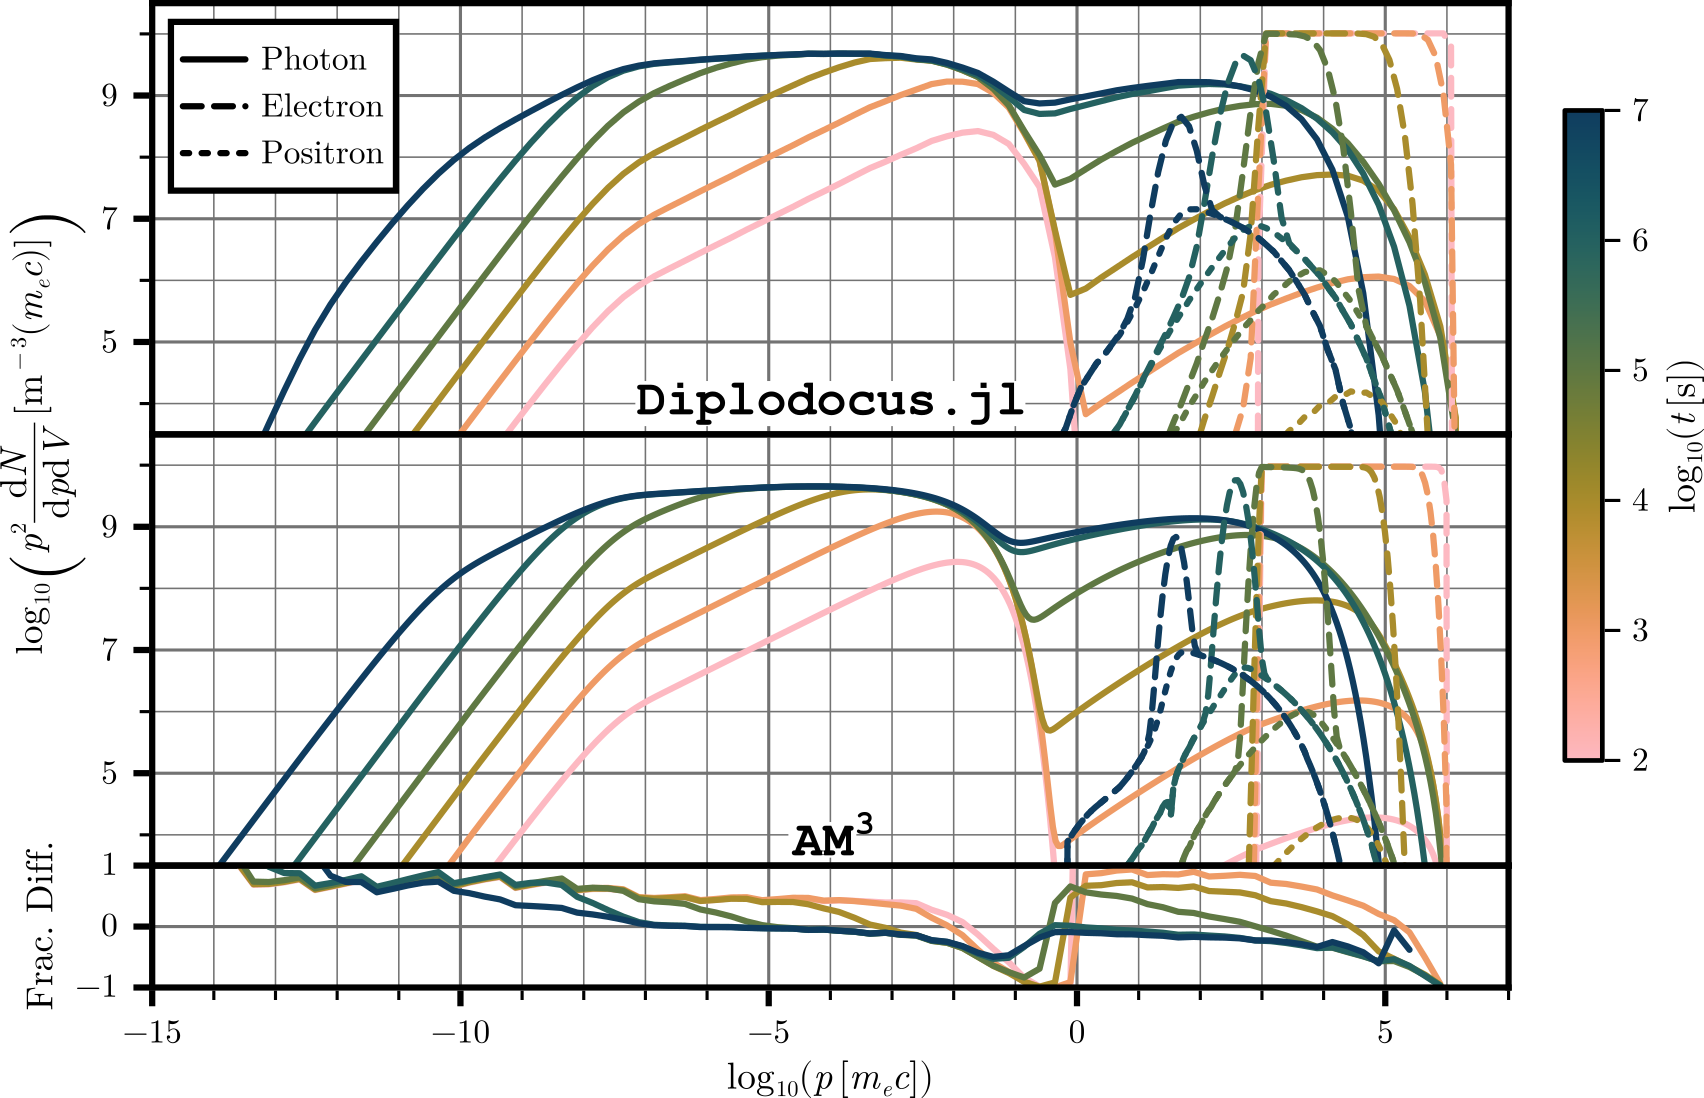 Photon
Electron
Positron
9
7
5
Diplodocus.jl
9
7
5
AM³
1
0
−1
−15 −10 −5 0 5
log₁₀(p [mₑc])
log₁₀(p² dN/dpdV [m⁻³(mₑc)])
Frac. Diff.
7
6
5
4
3
2
log₁₀(t [s])